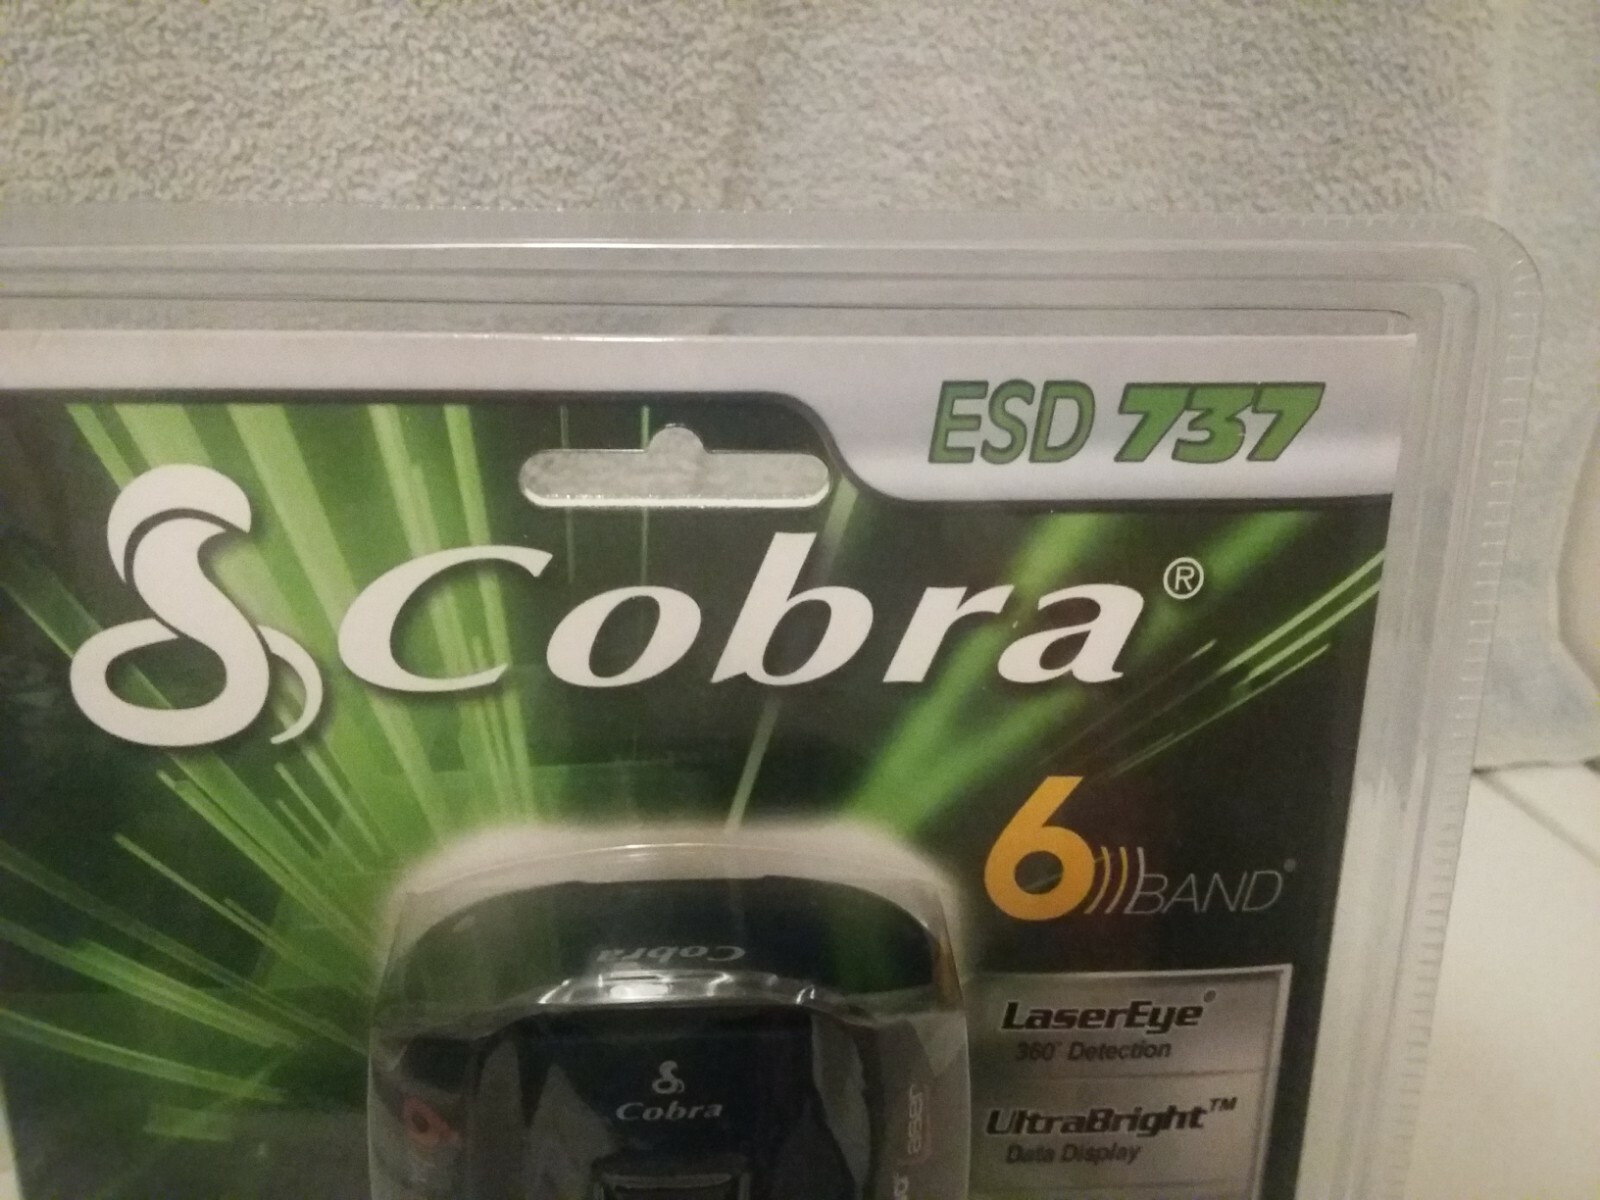 ESD 737
Cobra®
6 BAND®
Cobra
LaserEye®
360° Detection
Cobra
UltraBright™
Data Display